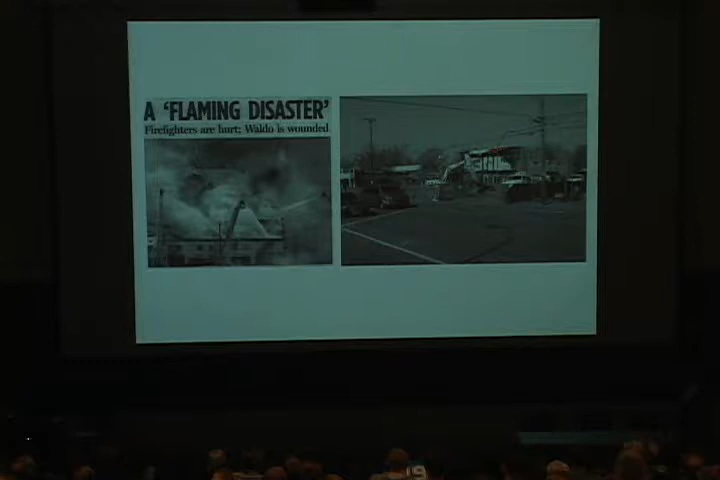 A 'FLAMING DISASTER'
Firefighters are hurt; Waldo is wounded